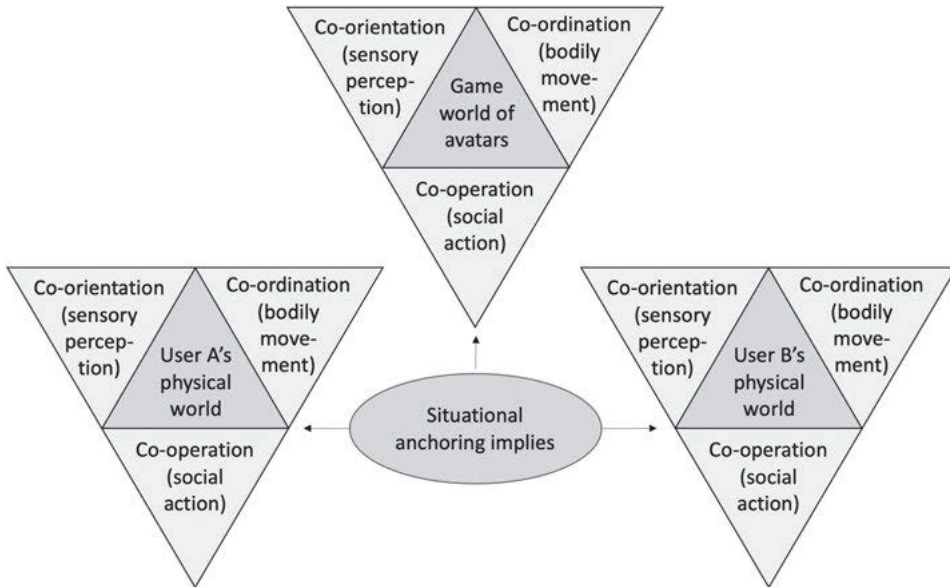 Co-orientation
(sensory
percep-
tion)
Co-ordination
(bodily
move-
ment)
Game
world of
avatars
Co-operation
(social
action)
Co-orientation
(sensory
percep-
tion)
Co-ordination
(bodily
move-
ment)
User A's
physical
world
Co-operation
(social
action)
Situational
anchoring implies
Co-orientation
(sensory
percep-
tion)
Co-ordination
(bodily
move-
ment)
User B's
physical
world
Co-operation
(social
action)